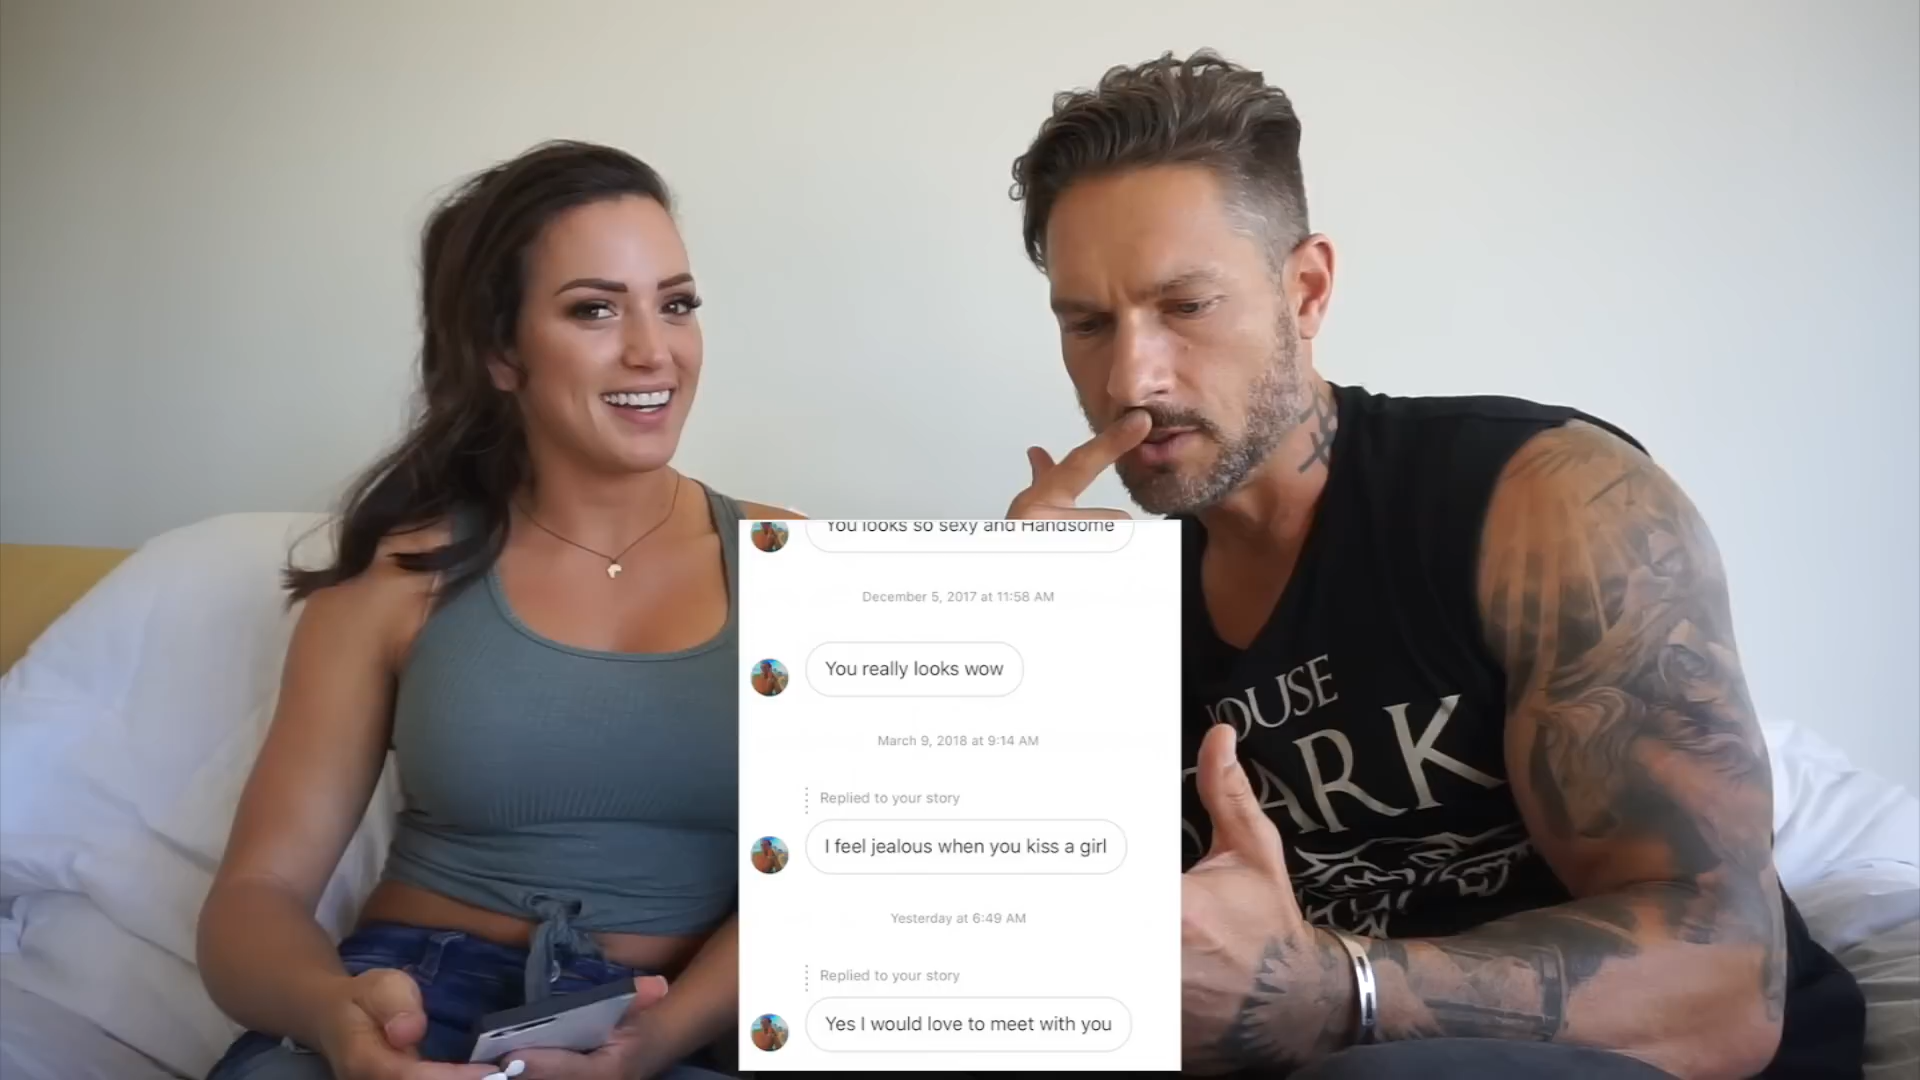 You looks so sexy and Handsome
December 5, 2017 at 11:58 AM
You really looks wow
March 9, 2018 at 9:14 AM
Replied to your story
I feel jealous when you kiss a girl
Yesterday at 6:49 AM
Replied to your story
Yes I would love to meet with you
OUSE
ARK